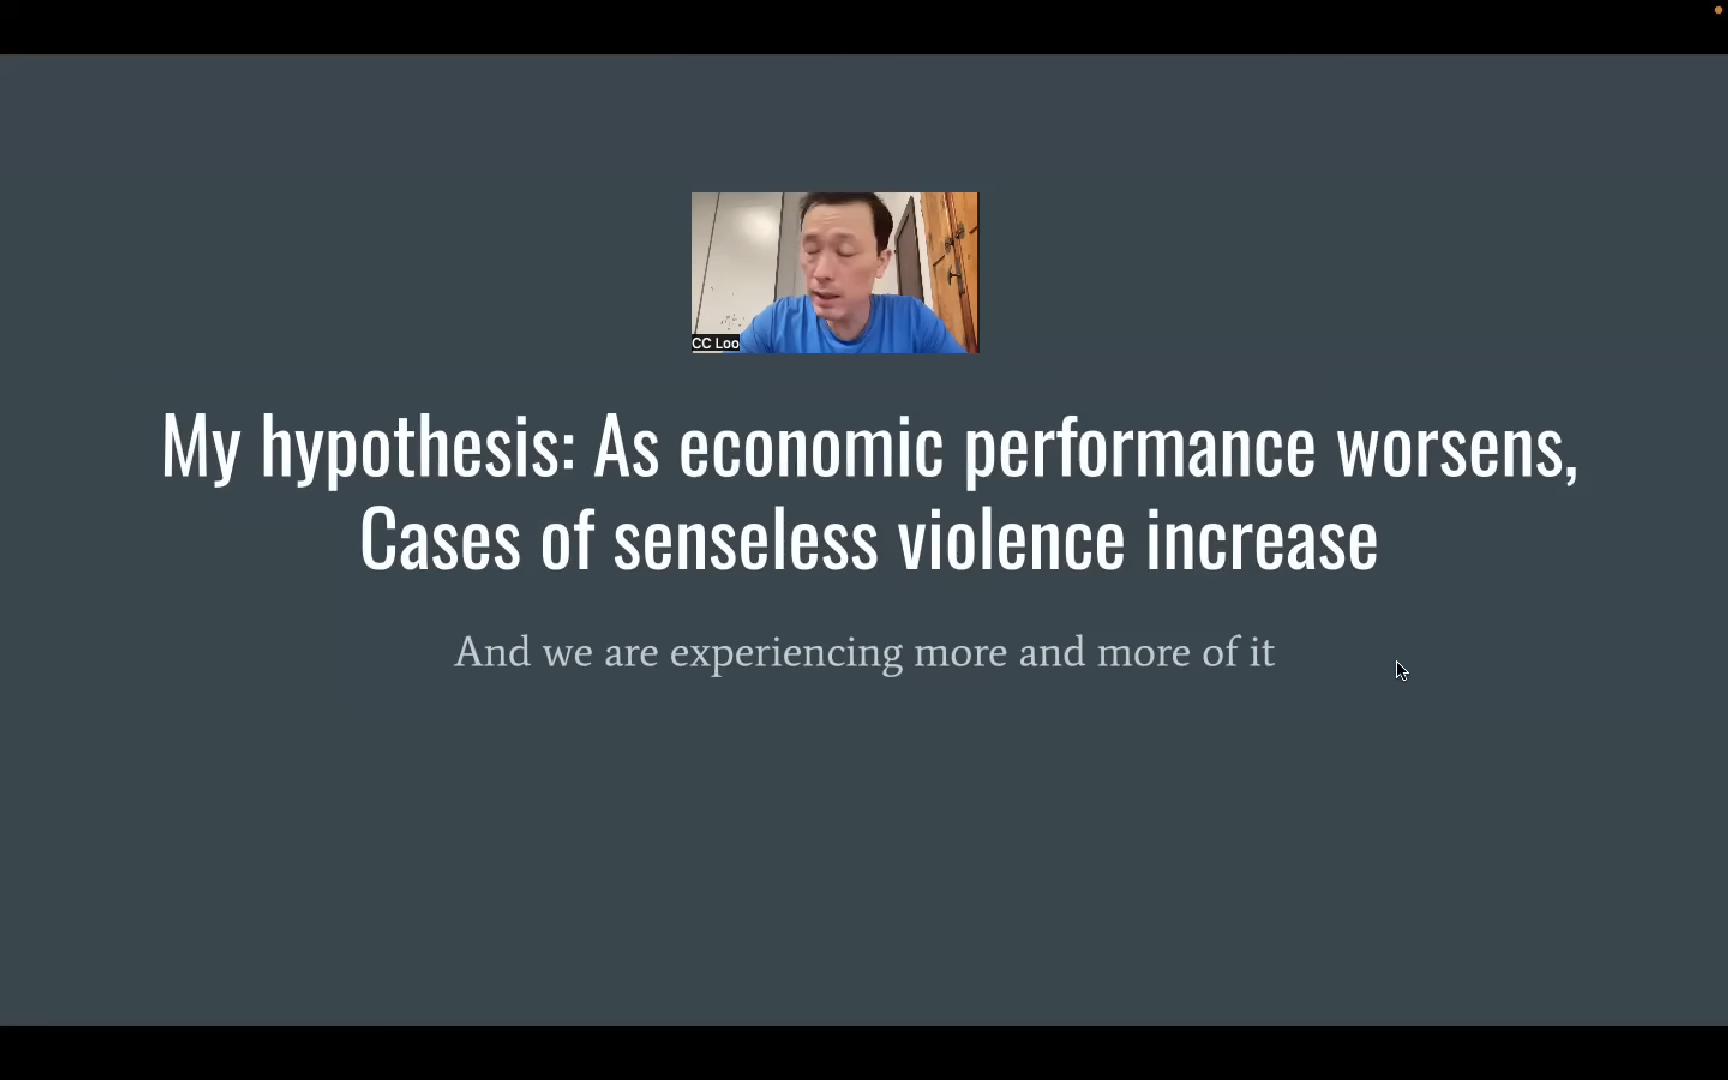 CC Loo
My hypothesis: As economic performance worsens,
Cases of senseless violence increase
And we are experiencing more and more of it